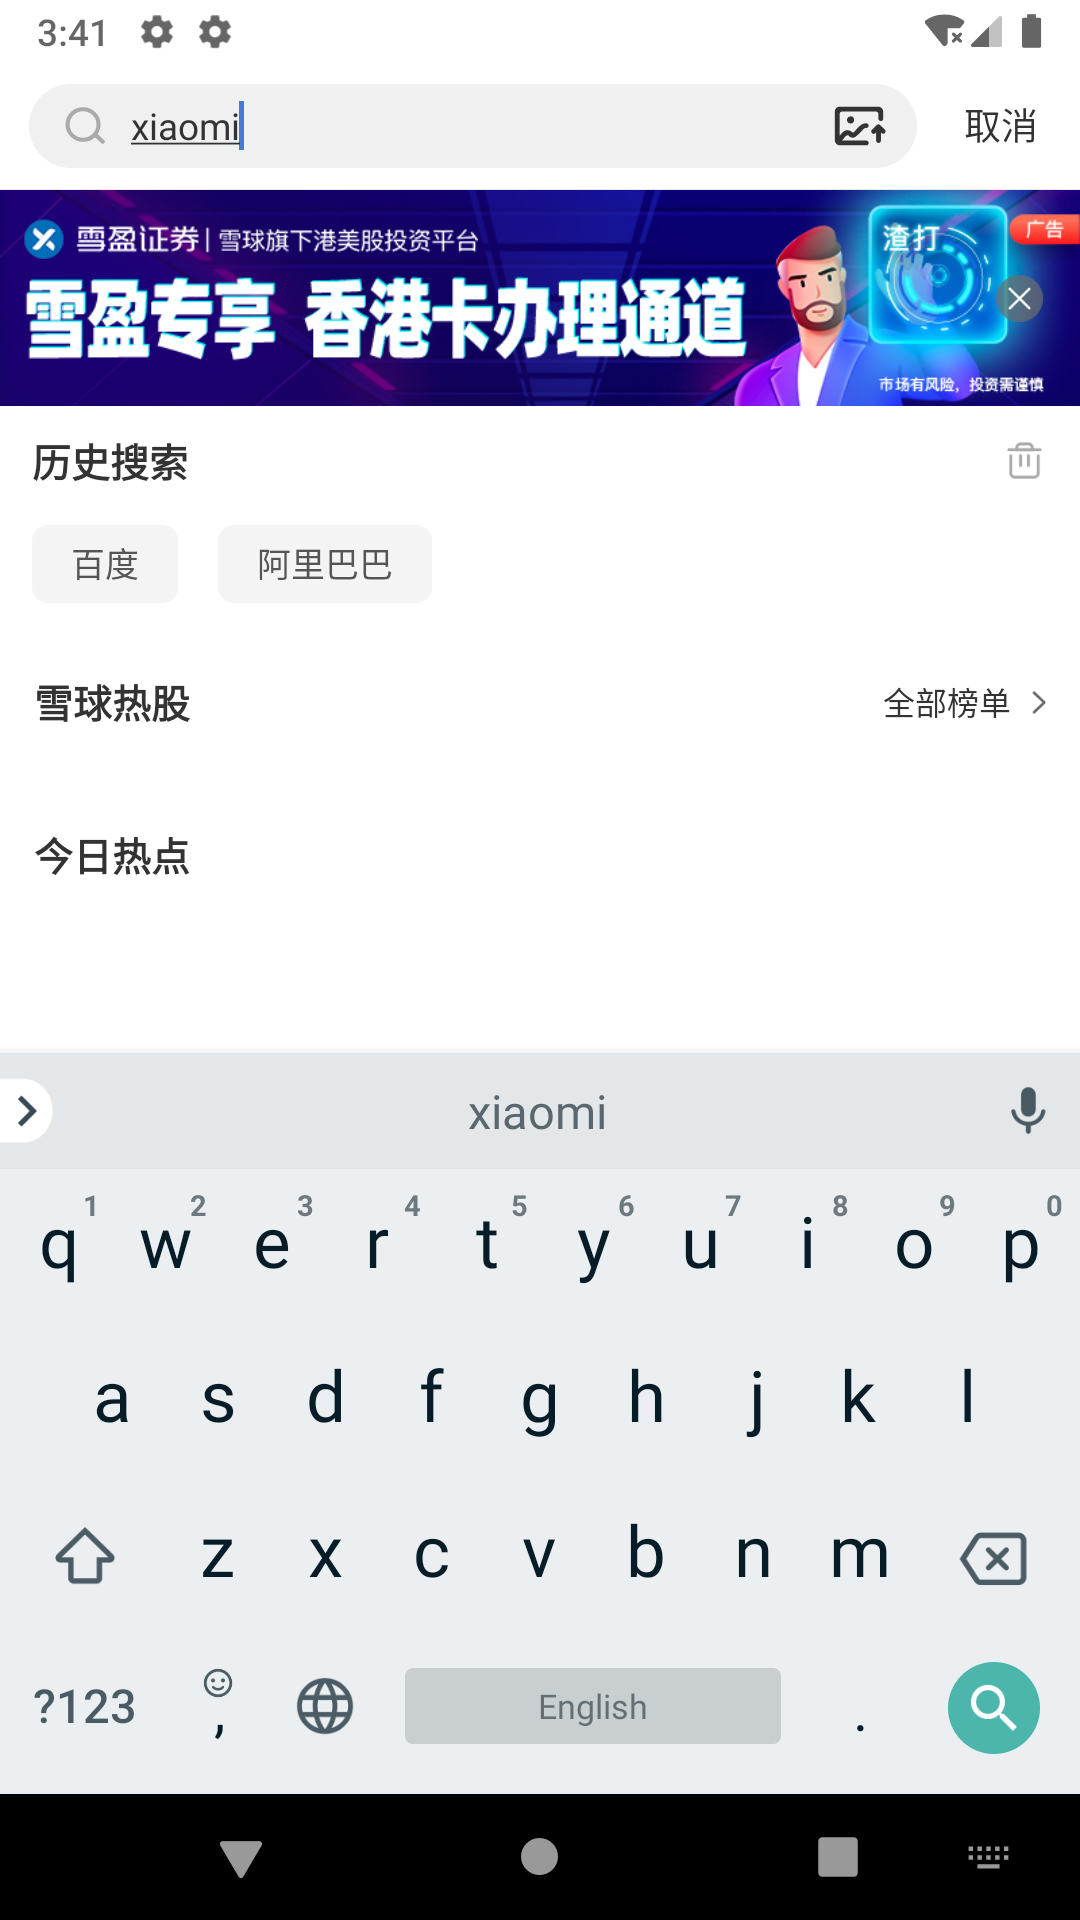 3:41
xiaomi
取消
雪盈证券 | 雪球旗下港美股投资平台
渣打
广告
雪盈专享 香港卡办理通道
市场有风险，投资需谨慎
历史搜索
百度 阿里巴巴
雪球热股 全部榜单
今日热点
xiaomi
1 2 3 4 5 6 7 8 9 0
q w e r t y u i o p
a s d f g h j k l
z x c v b n m
?123 , English .